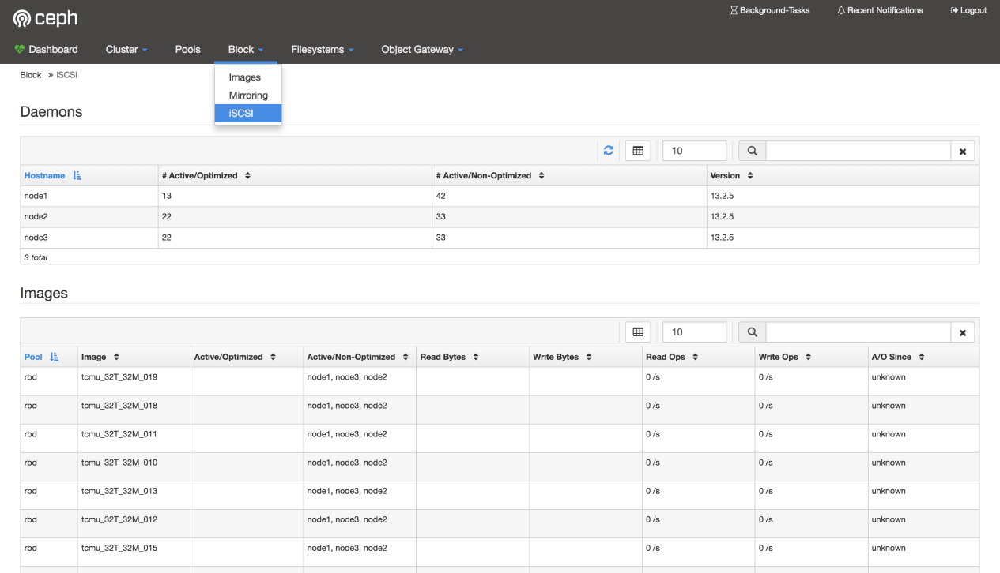 ceph
Background-Tasks Recent Notifications Logout
Dashboard Cluster Pools Block Filesystems Object Gateway
Block » iSCSI
Images
Mirroring
iSCSI
Daemons
10
Hostname # Active/Optimized # Active/Non-Optimized Version
node1 13 42 13.2.5
node2 22 33 13.2.5
node3 22 33 13.2.5
3 total
Images
10
Pool Image Active/Optimized Active/Non-Optimized Read Bytes Write Bytes Read Ops Write Ops A/O Since
rbd tcmu_32T_32M_019 node1, node3, node2 0 /s 0 /s unknown
rbd tcmu_32T_32M_018 node1, node3, node2 0 /s 0 /s unknown
rbd tcmu_32T_32M_011 node1, node3, node2 0 /s 0 /s unknown
rbd tcmu_32T_32M_010 node1, node3, node2 0 /s 0 /s unknown
rbd tcmu_32T_32M_013 node1, node3, node2 0 /s 0 /s unknown
rbd tcmu_32T_32M_012 node1, node3, node2 0 /s 0 /s unknown
rbd tcmu_32T_32M_015 node1, node3, node2 0 /s 0 /s unknown